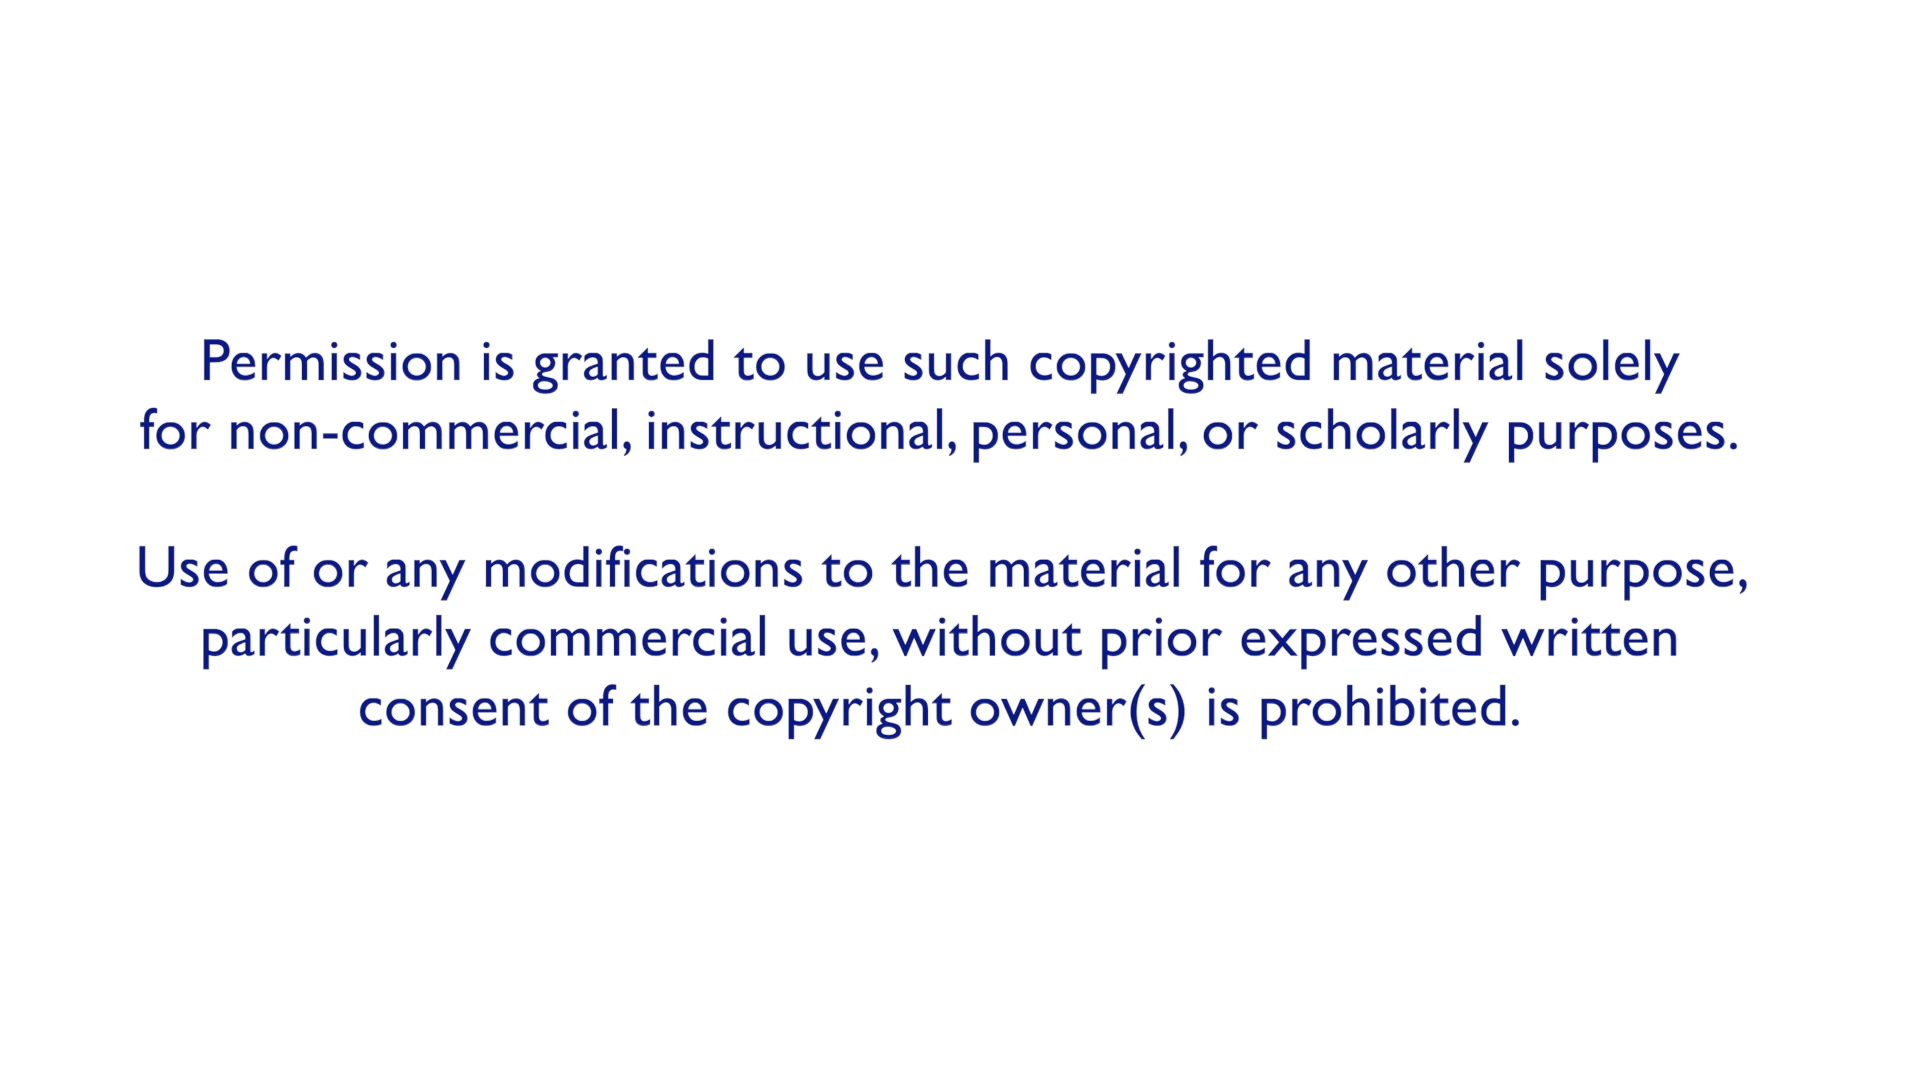 Permission is granted to use such copyrighted material solely
for non-commercial, instructional, personal, or scholarly purposes.
Use of or any modifications to the material for any other purpose,
particularly commercial use, without prior expressed written
consent of the copyright owner(s) is prohibited.